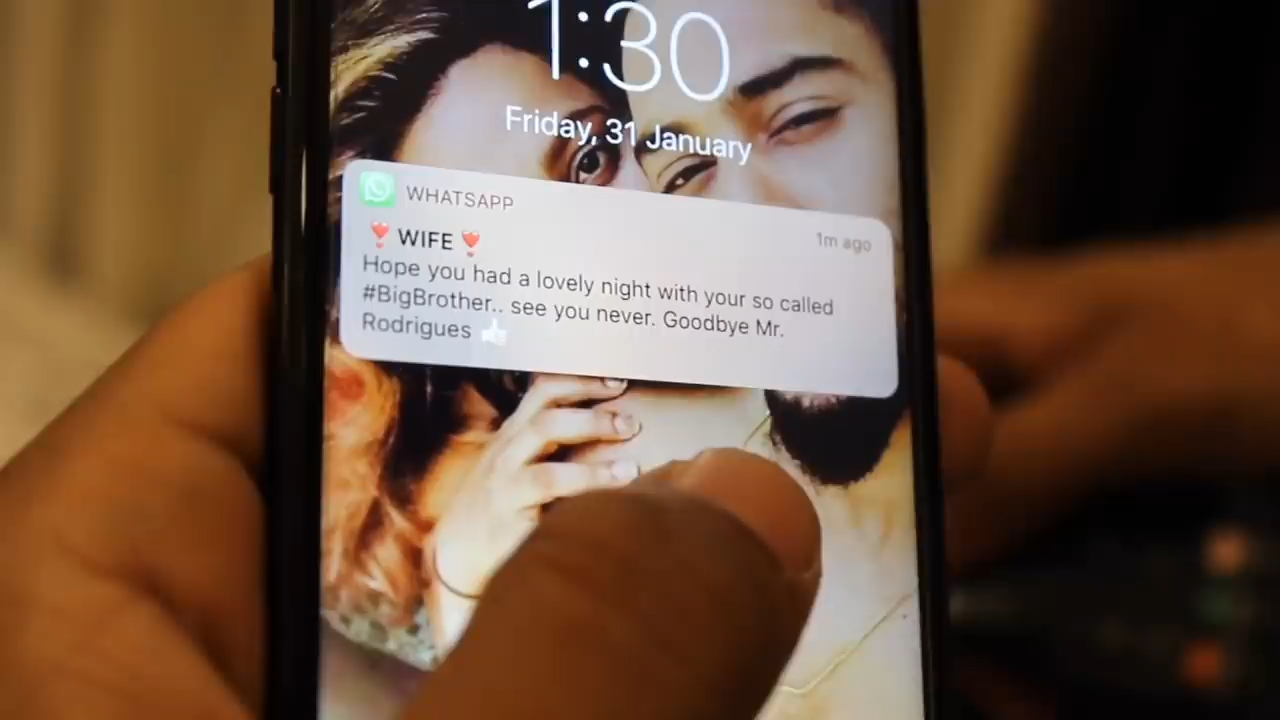 1:30
Friday, 31 January
WHATSAPP
❣️ WIFE ❣️
1m ago
Hope you had a lovely night with your so called
#BigBrother.. see you never. Goodbye Mr.
Rodrigues 👍